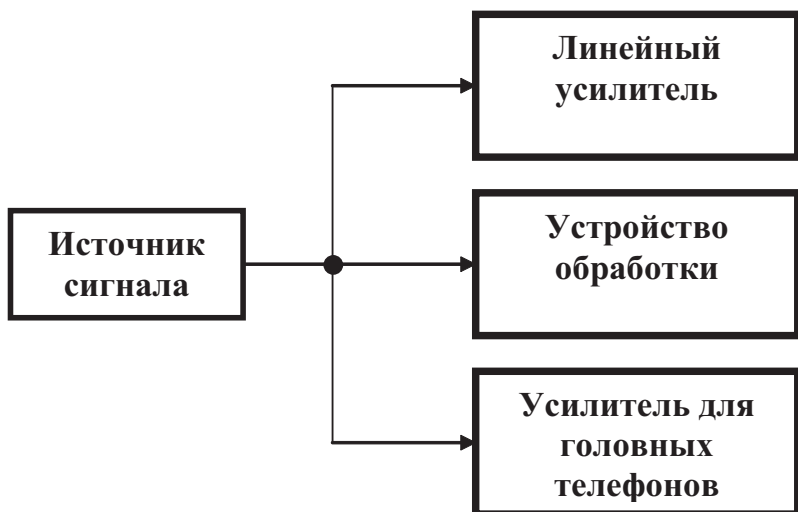 Линейный
усилитель
Источник
сигнала
Устройство
обработки
Усилитель для
головных
телефонов